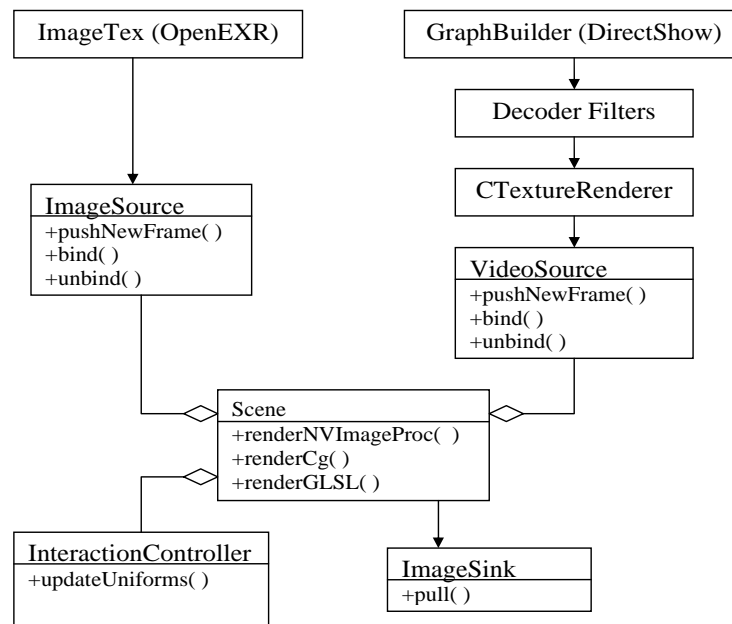 ImageTex (OpenEXR)
GraphBuilder (DirectShow)
Decoder Filters
CTextureRenderer
ImageSource
+pushNewFrame( )
+bind( )
+unbind( )
VideoSource
+pushNewFrame( )
+bind( )
+unbind( )
Scene
+renderNVImageProc( )
+renderCg( )
+renderGLSL( )
InteractionController
+updateUniforms( )
ImageSink
+pull( )